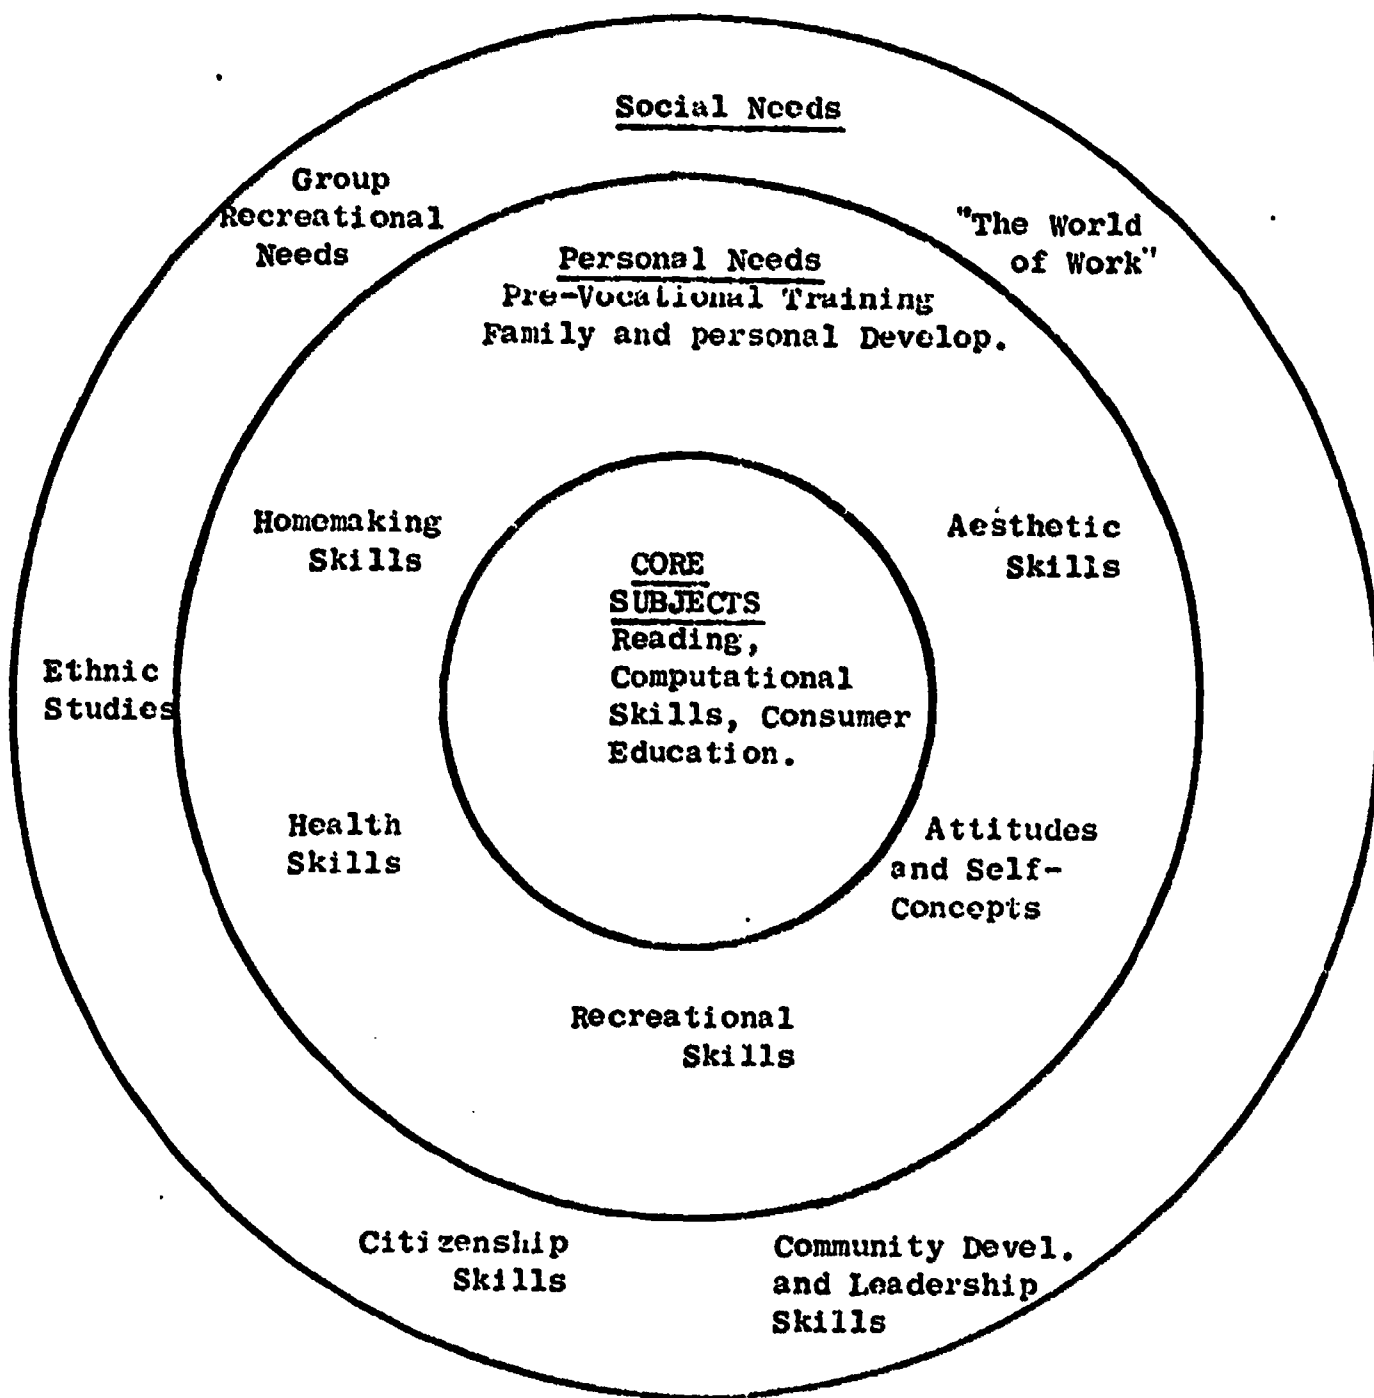 Social Needs
Group
Recreational
Needs
"The World
of Work"
Personal Needs
Pre-Vocational Training
Family and personal Develop.
Homemaking
Skills
Aesthetic
Skills
CORE
SUBJECTS
Reading,
Computational
Skills, Consumer
Education.
Ethnic
Studies
Health
Skills
Attitudes
and Self-
Concepts
Recreational
Skills
Citizenship
Skills
Community Devel.
and Leadership
Skills